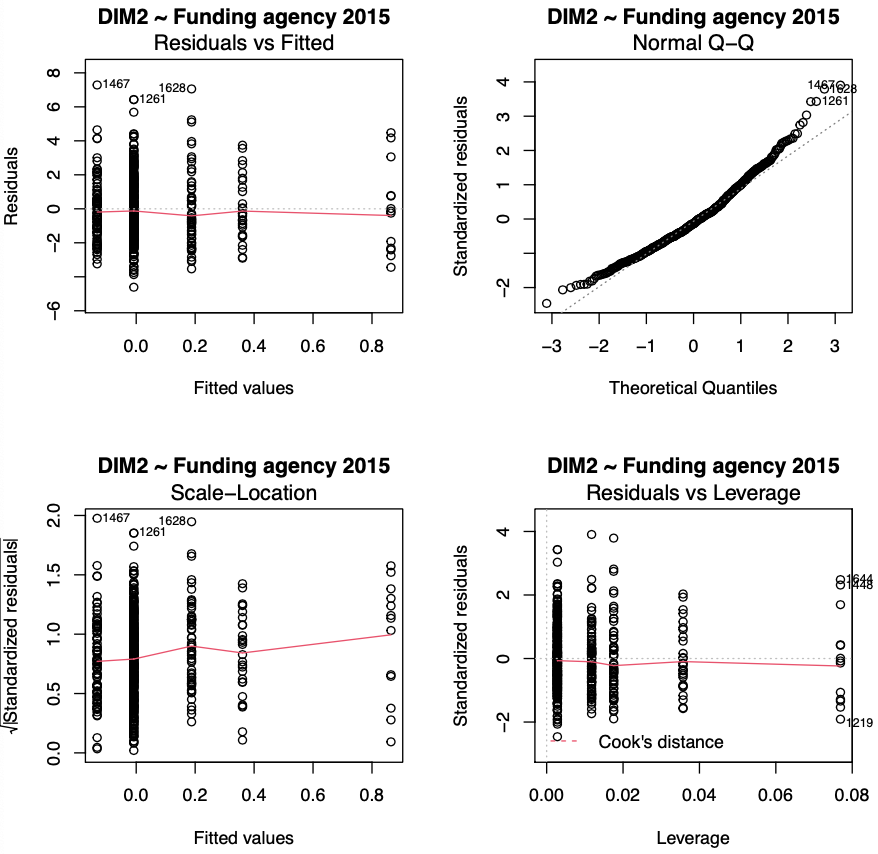 DIM2 ~ Funding agency 2015
Residuals vs Fitted
Residuals
8
6
4
2
0
−2
−6
1467
1628
1261
0.0 0.2 0.4 0.6 0.8
Fitted values
DIM2 ~ Funding agency 2015
Normal Q−Q
Standardized residuals
4
3
2
1
0
−2
1467
1628
1261
−3 −2 −1 0 1 2 3
Theoretical Quantiles
DIM2 ~ Funding agency 2015
Scale−Location
√|Standardized residuals|
2.0
1.5
1.0
0.5
0.0
1467
1628
1261
0.0 0.2 0.4 0.6 0.8
Fitted values
DIM2 ~ Funding agency 2015
Residuals vs Leverage
Standardized residuals
4
2
0
−2
1644
1448
1219
Cook's distance
0.00 0.02 0.04 0.06 0.08
Leverage